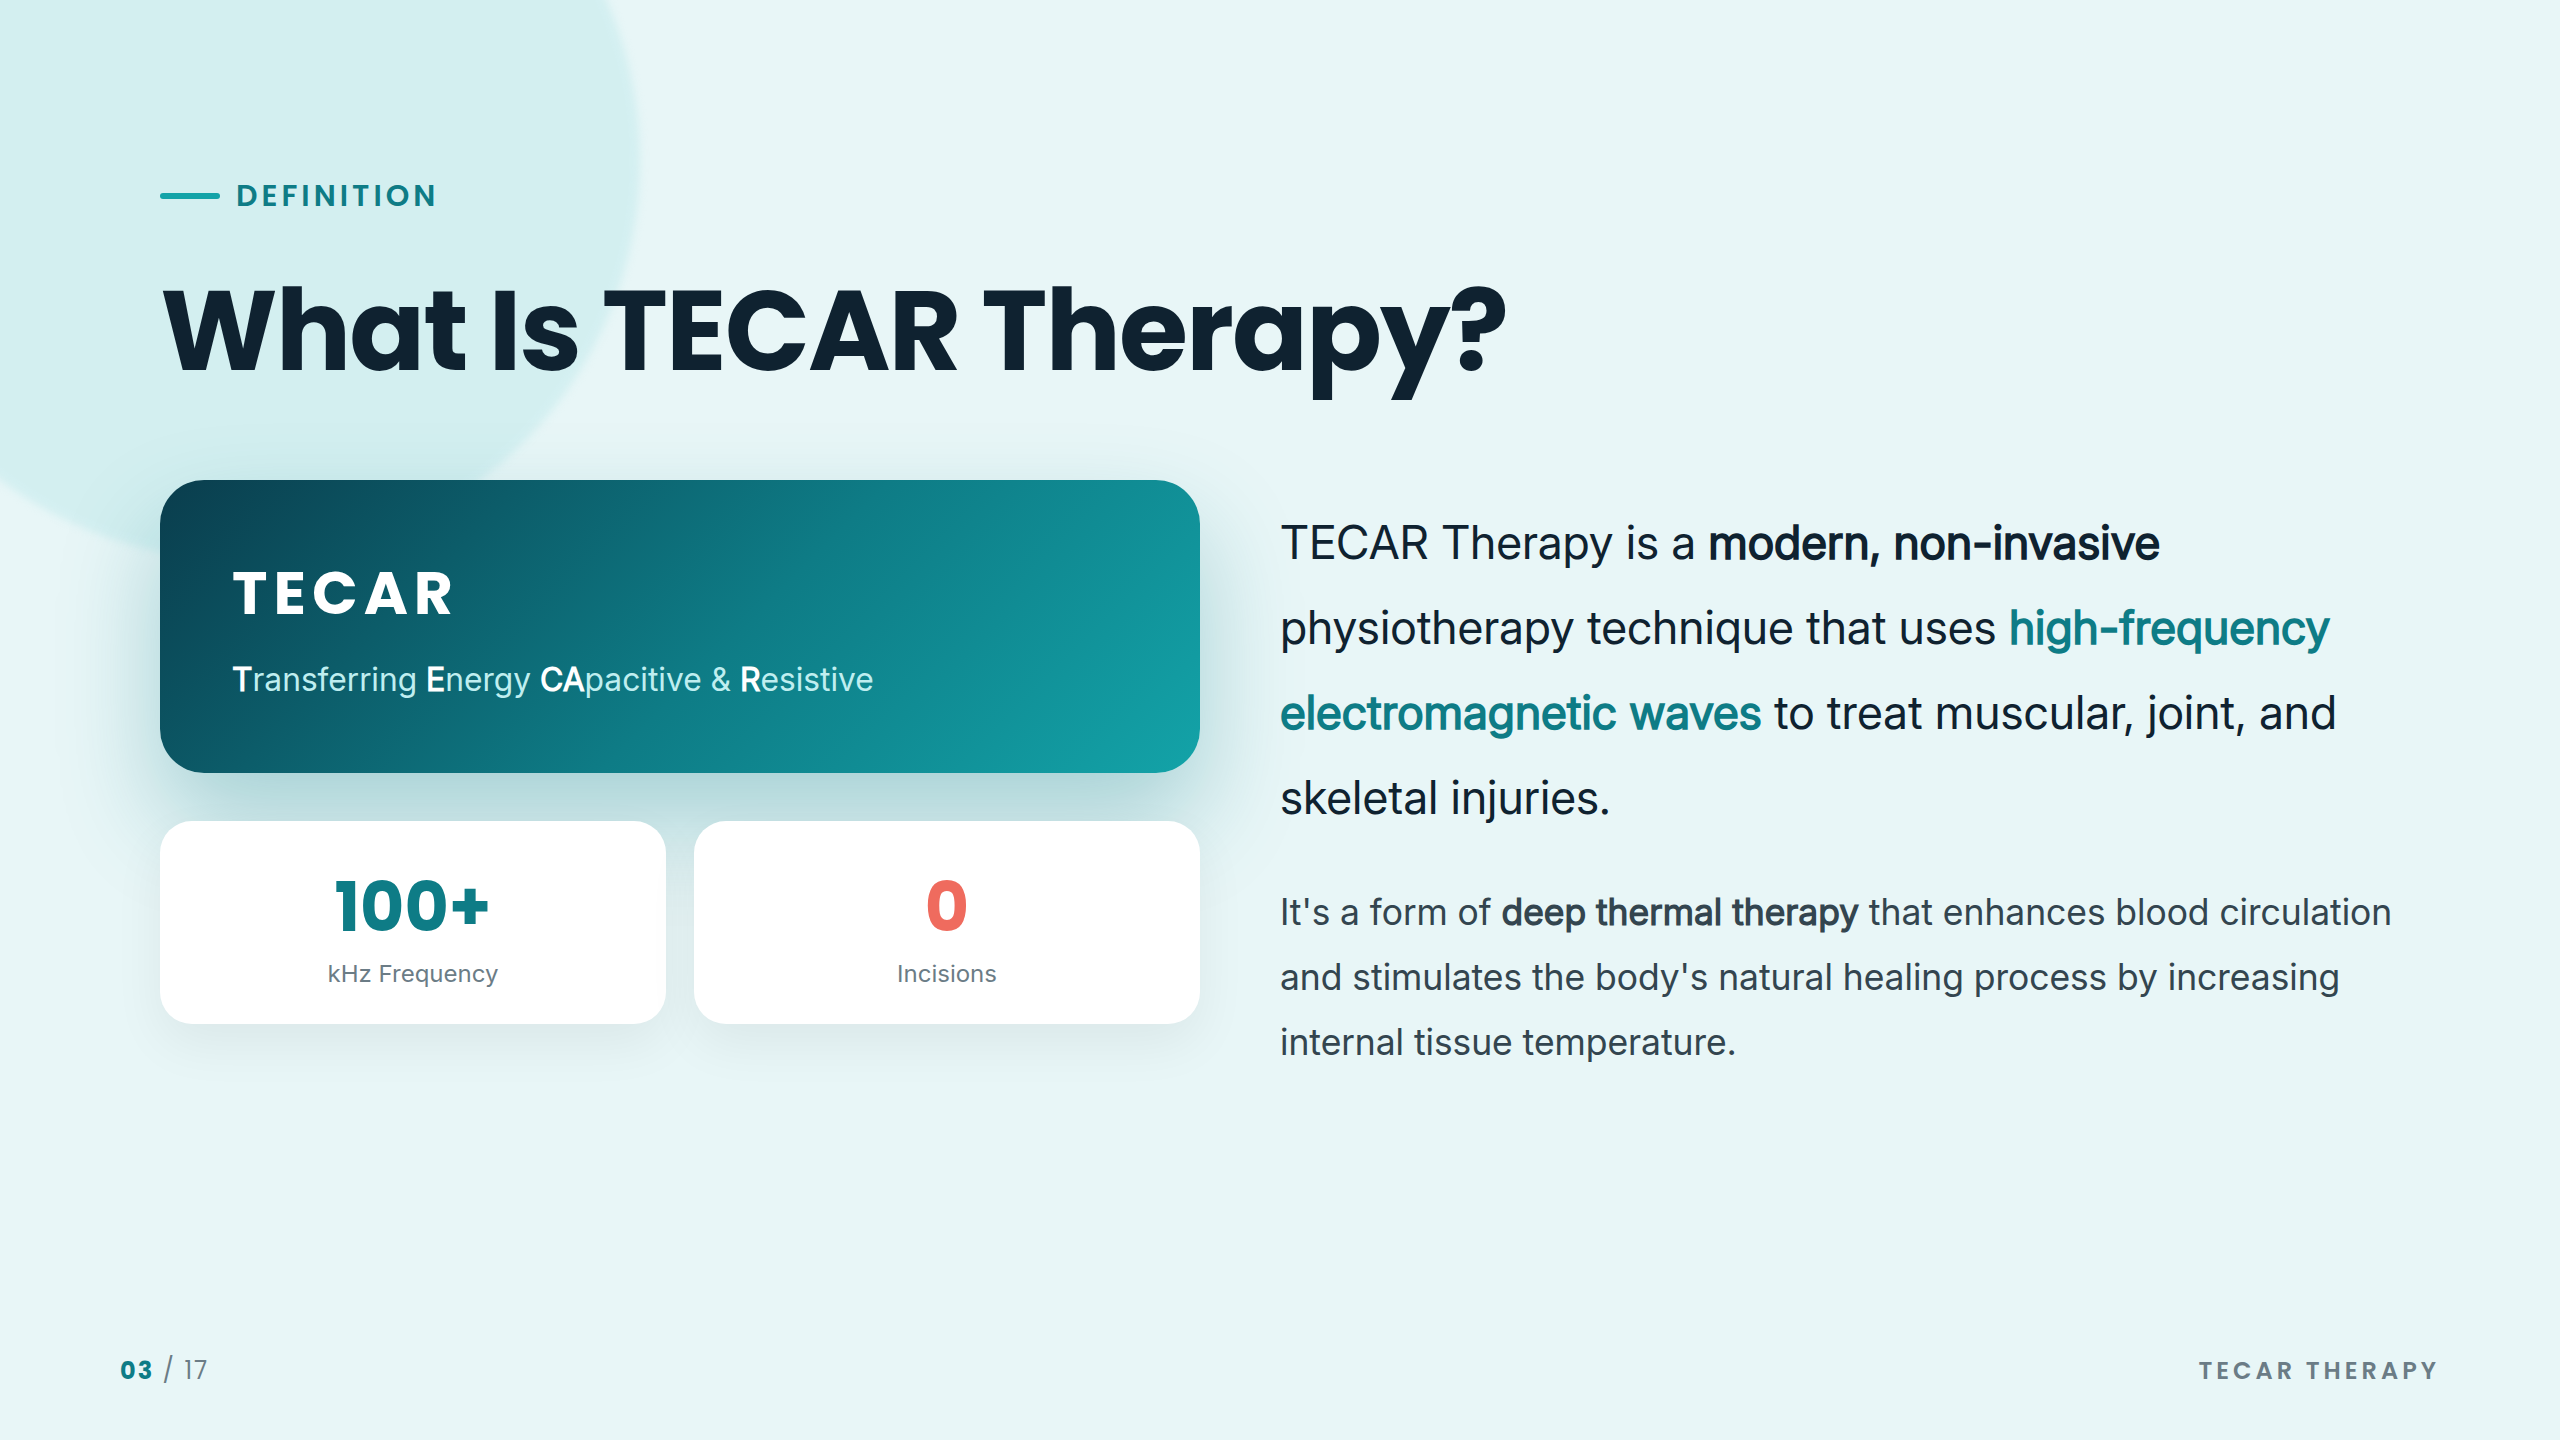 DEFINITION
What Is TECAR Therapy?
TECAR
Transferring Energy CApacitive & Resistive
100+
kHz Frequency
0
Incisions
TECAR Therapy is a modern, non-invasive
physiotherapy technique that uses high-frequency
electromagnetic waves to treat muscular, joint, and
skeletal injuries.
It's a form of deep thermal therapy that enhances blood circulation
and stimulates the body's natural healing process by increasing
internal tissue temperature.
03 / 17
TECAR THERAPY